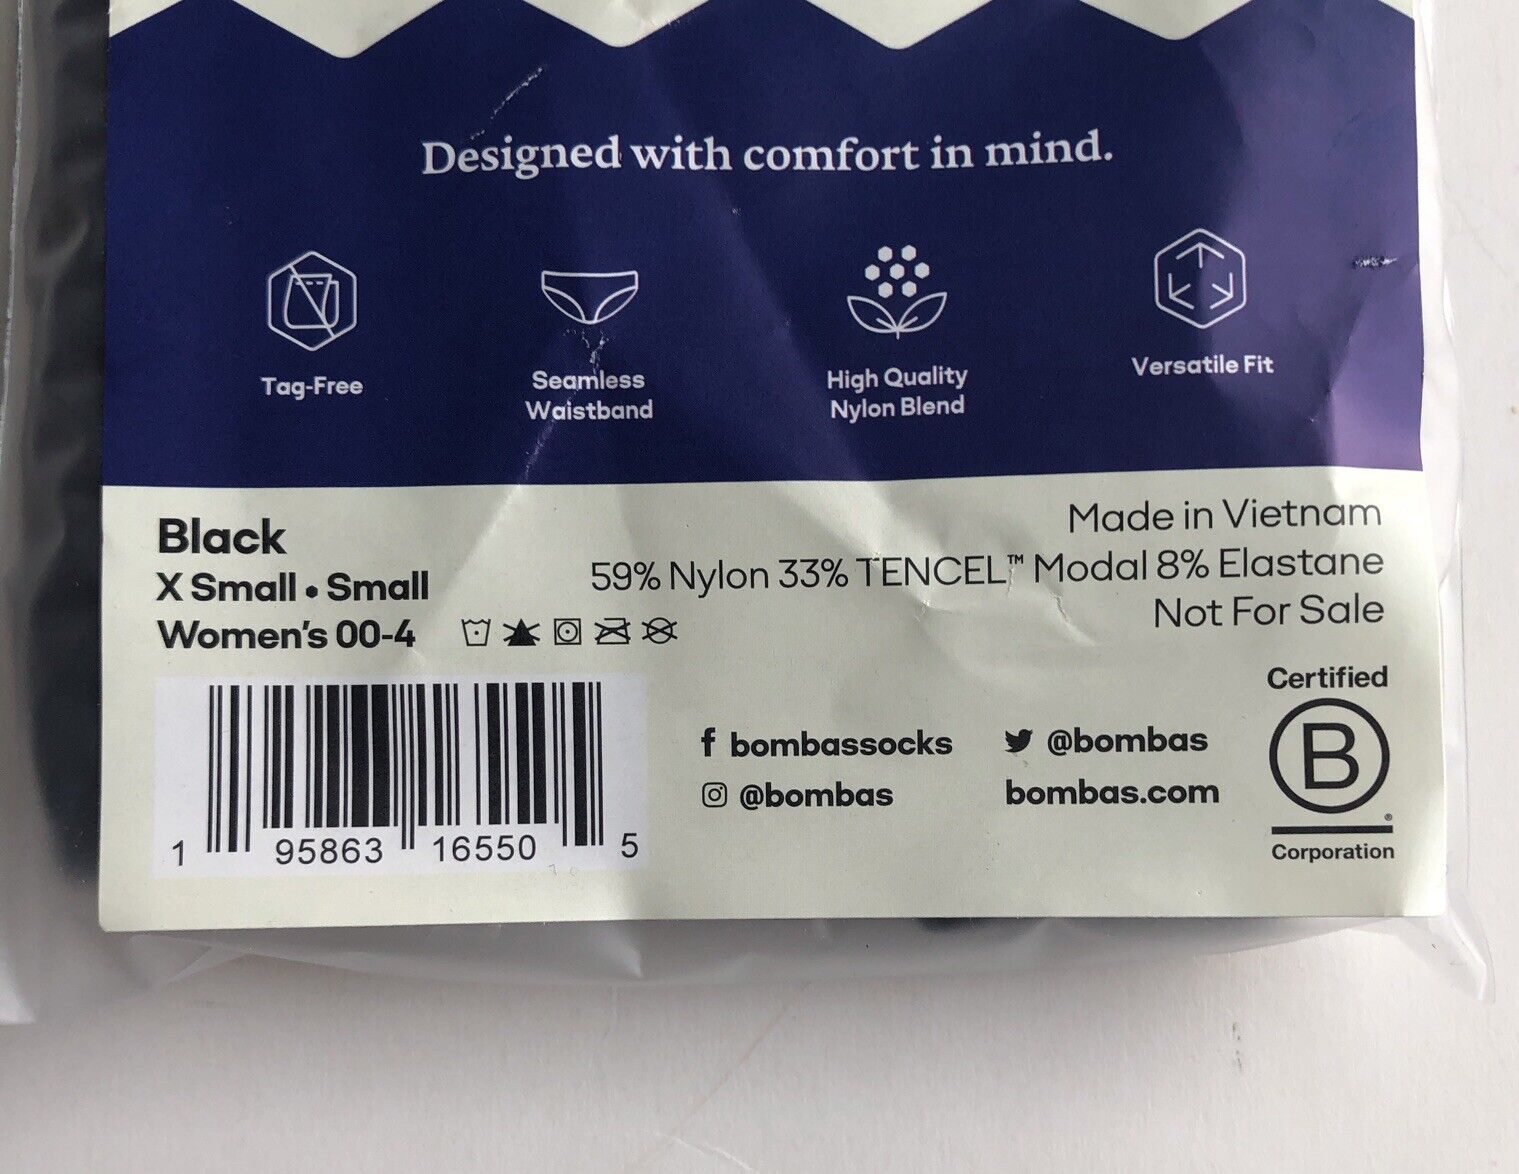 Designed with comfort in mind.
Tag-Free
Seamless
Waistband
High Quality
Nylon Blend
Versatile Fit
Black
X Small • Small
Women's 00-4
Made in Vietnam
59% Nylon 33% TENCEL™ Modal 8% Elastane
Not For Sale
1 95863 16550 5
f bombassocks
@bombas
@bombas
bombas.com
Certified
B
®
Corporation